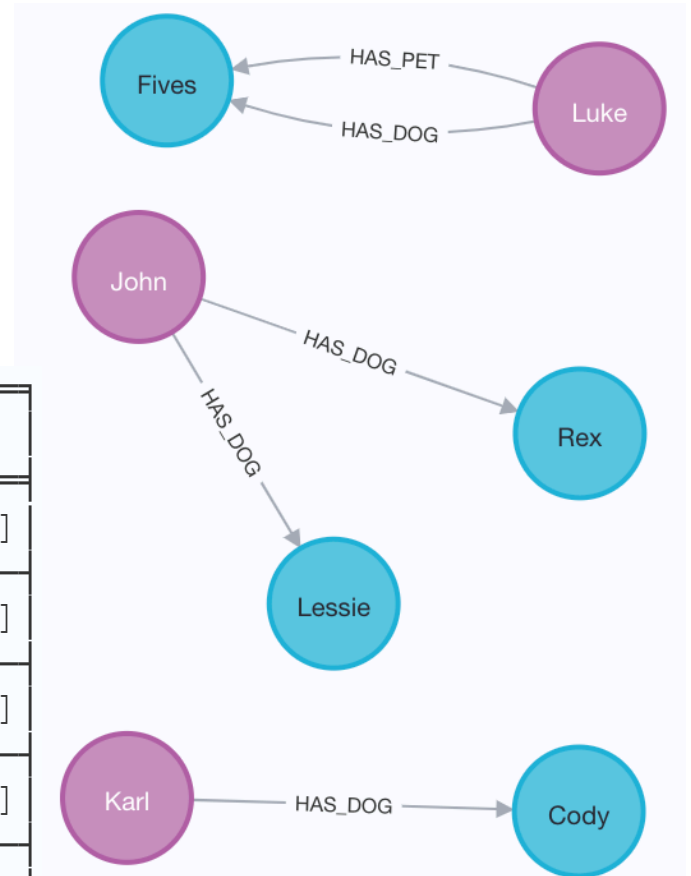 Fives
HAS_PET
HAS_DOG
Luke
John
HAS_DOG
HAS_DOG
Rex
Lessie
]
]
]
]
Karl
HAS_DOG
Cody